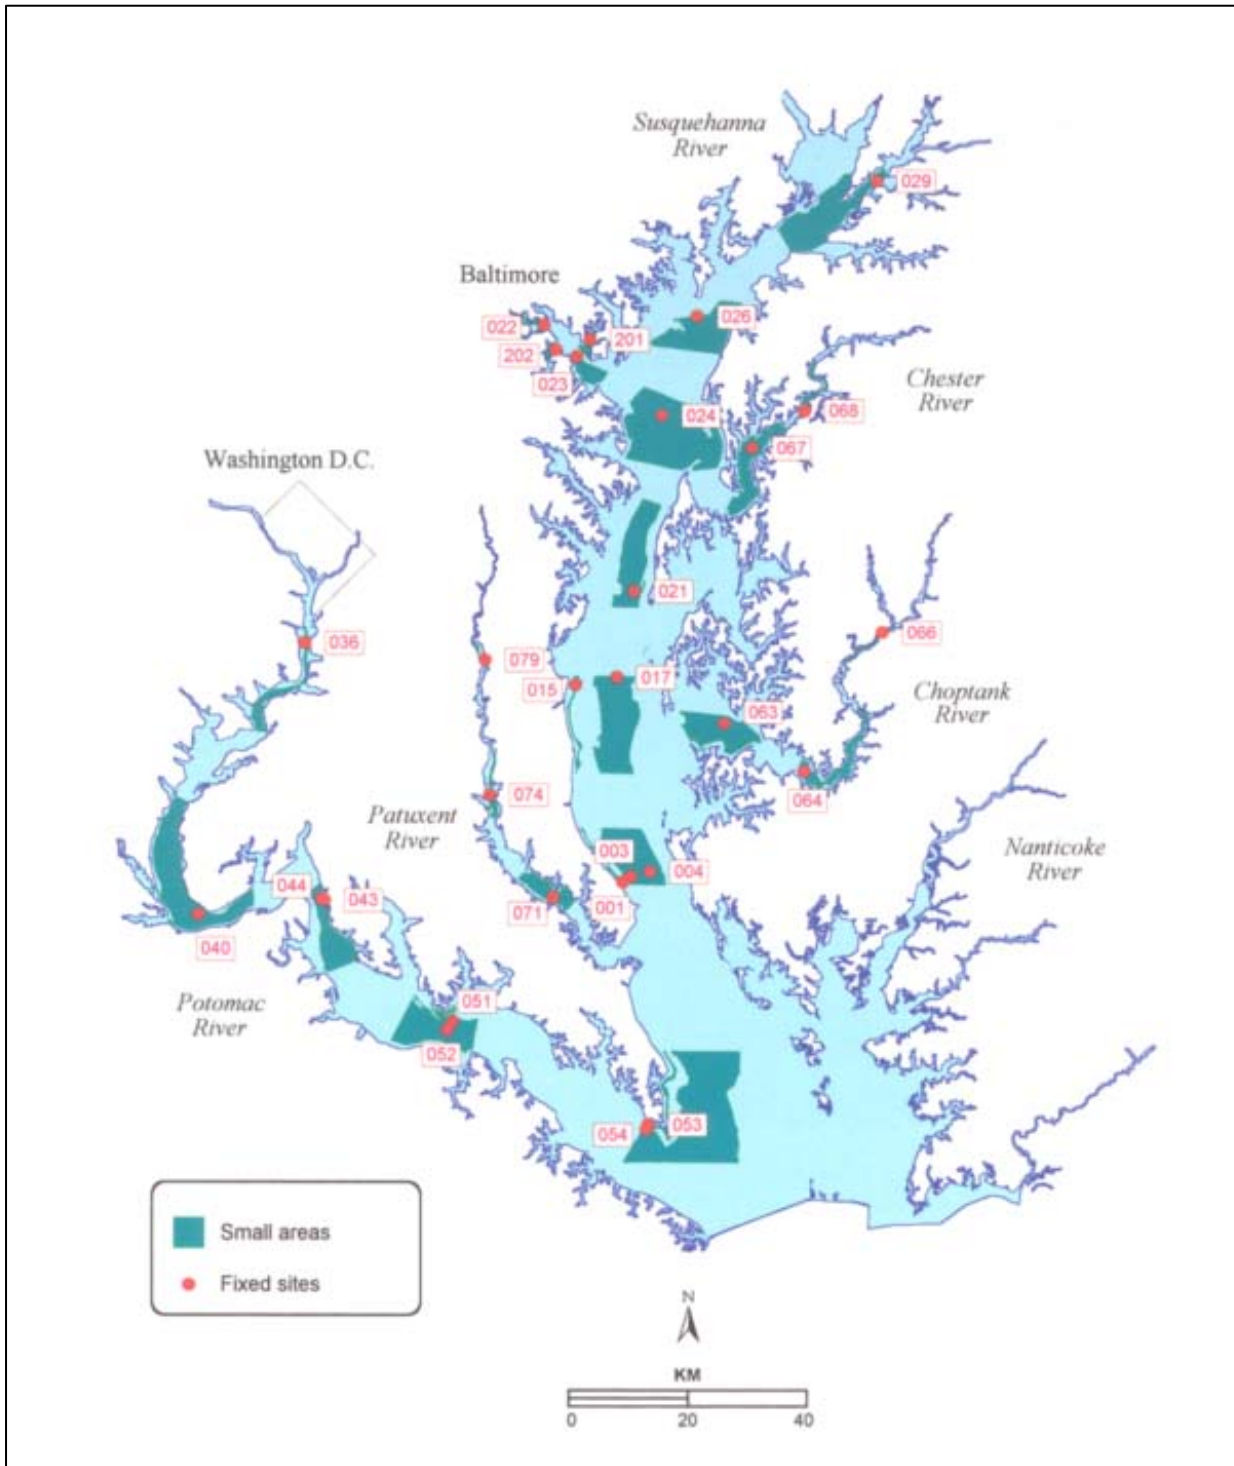 Susquehanna
River
029
Baltimore
022
201
026
202
023
Chester
River
024
068
067
Washington D.C.
021
036
066
079
015
017
Choptank
River
063
074
064
Patuxent
River
003
004
Nanticoke
River
044
043
071
001
040
Potomac
River
051
052
054
053
Small areas
Fixed sites
N
KM
0 20 40